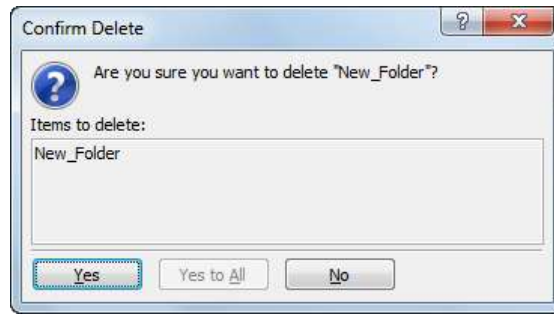 Confirm Delete
Are you sure you want to delete "New_Folder"?
Items to delete:
New_Folder
Yes Yes to All No